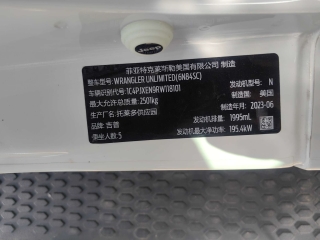 Jeep
菲亚特克莱斯勒美国有限公司 制造
整车型号: WRANGLER UNLIMITED(6N64SC)
发动机型号: N
车辆识别代号: 1C4PJXEN9RW118101
制造国: 美国
最大允许总质量: 2507kg
制造年月: 2023-06
生产厂名: 托莱多供应园
发动机排量: 1995mL
品牌: 吉普
发动机最大净功率: 195.4kW
乘坐人数: 5